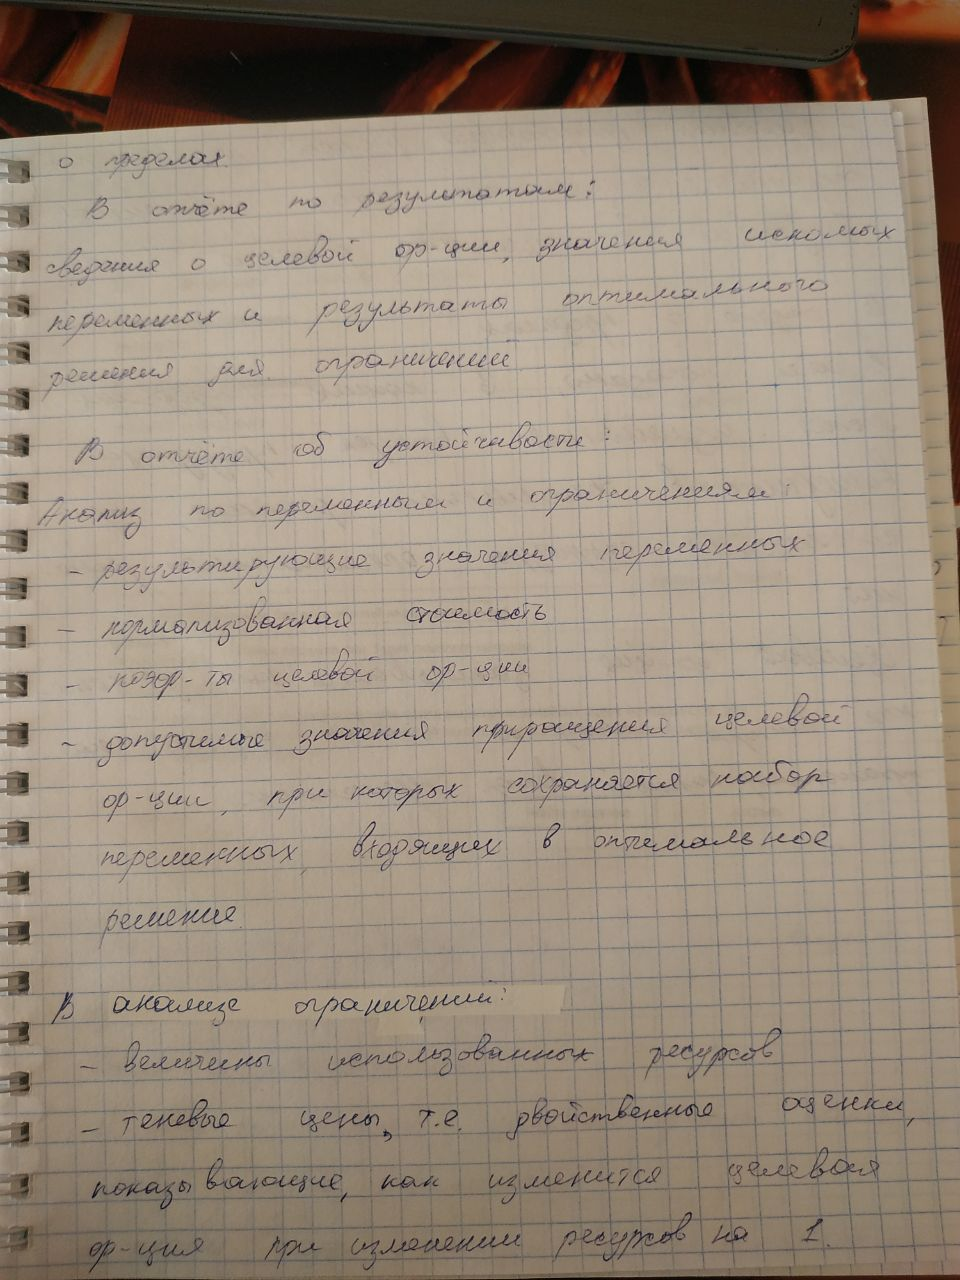 о пределах.
В отчёте по результатам:
сведения о целевой ф-ции, значения искомых
переменных и результаты оптимального
решения для ограничений
В отчёте об устойчивости:
Анализ по переменным и ограничениям:
- результирующие значения переменных
- нормализованная стоимость
- коэф-ты целевой ф-ции
- допустимые значения приращения целевой
ф-ции, при которых сохраняется набор
переменных, входящих в оптимальное
решение.
В анализе ограничений:
- величины использованных ресурсов
- теневые цены, т.е. двойственные оценки,
показывающие, как изменится целевая
ф-ция при изменении ресурсов на 1.